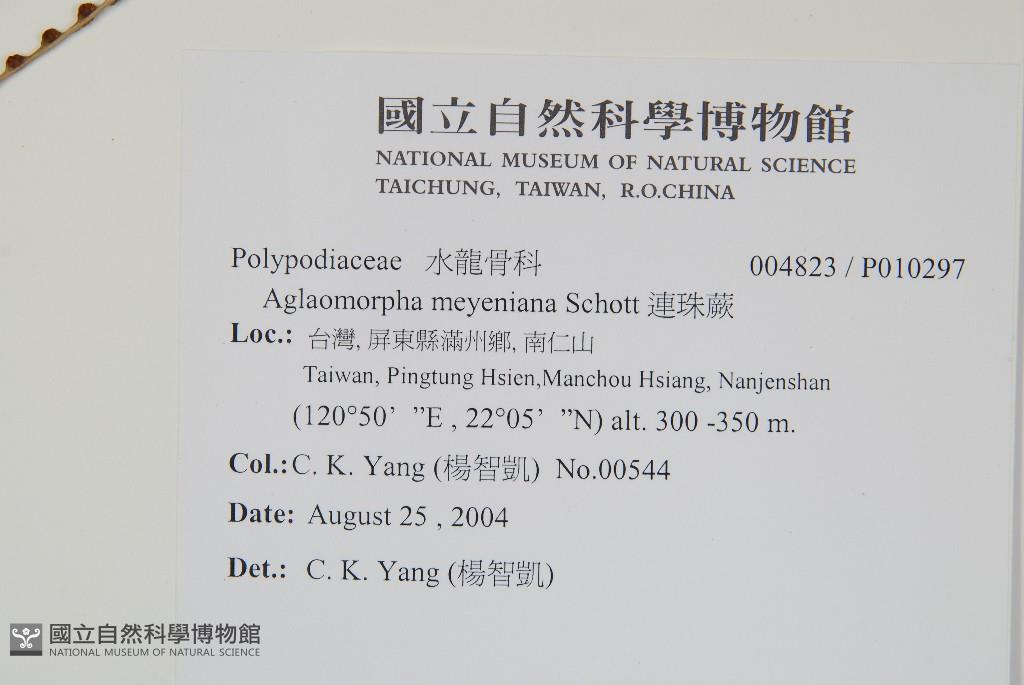 國立自然科學博物館
NATIONAL MUSEUM OF NATURAL SCIENCE
TAICHUNG, TAIWAN, R.O.CHINA
Polypodiaceae 水龍骨科 004823 / P010297
Aglaomorpha meyeniana Schott 連珠蕨
Loc.: 台灣, 屏東縣滿州鄉, 南仁山
Taiwan, Pingtung Hsien,Manchou Hsiang, Nanjenshan
(120°50’ ”E , 22°05’ ”N) alt. 300 -350 m.
Col.: C. K. Yang (楊智凱) No.00544
Date: August 25 , 2004
Det.: C. K. Yang (楊智凱)
國立自然科學博物館
NATIONAL MUSEUM OF NATURAL SCIENCE